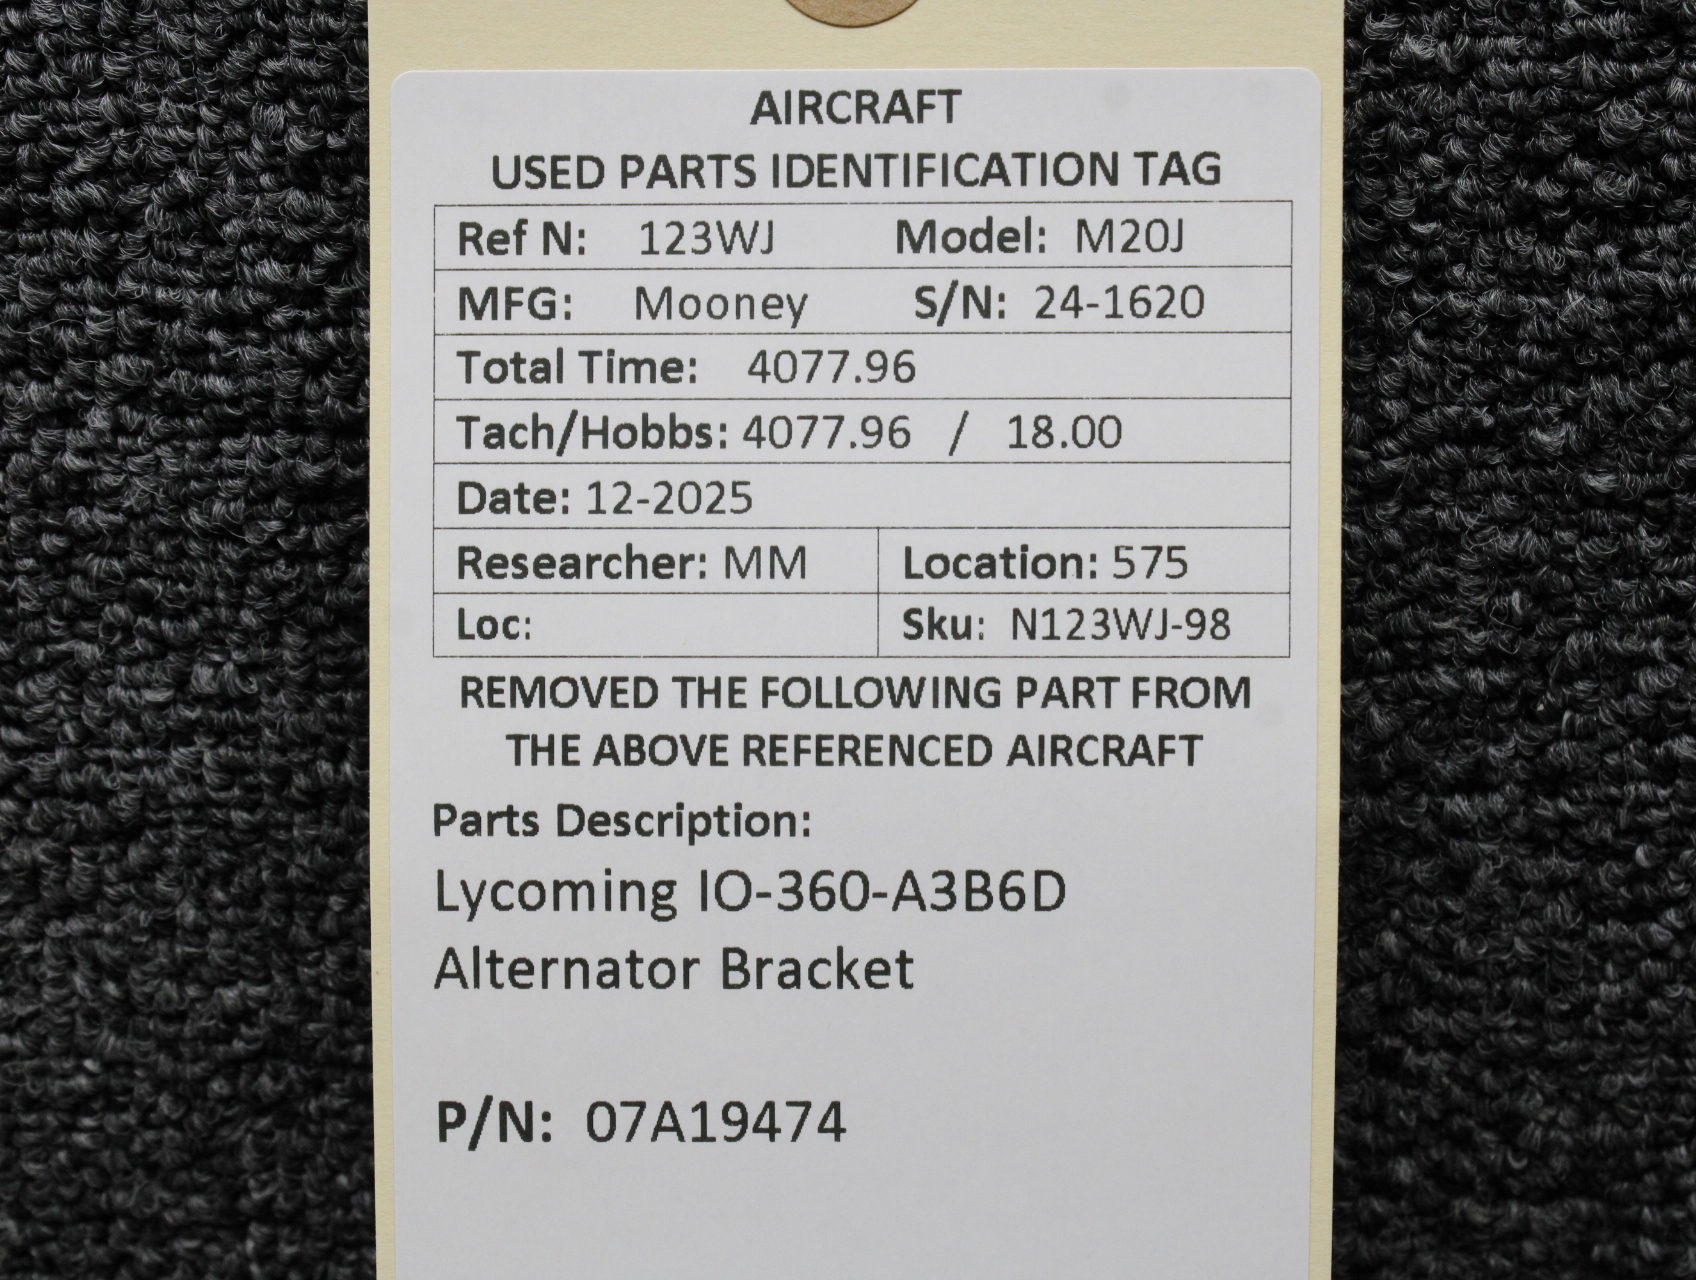 AIRCRAFT
USED PARTS IDENTIFICATION TAG
Ref N: 123WJ Model: M20J
MFG: Mooney S/N: 24-1620
Total Time: 4077.96
Tach/Hobbs: 4077.96 / 18.00
Date: 12-2025
Researcher: MM Location: 575
Loc: Sku: N123WJ-98
REMOVED THE FOLLOWING PART FROM
THE ABOVE REFERENCED AIRCRAFT
Parts Description:
Lycoming IO-360-A3B6D
Alternator Bracket
P/N: 07A19474